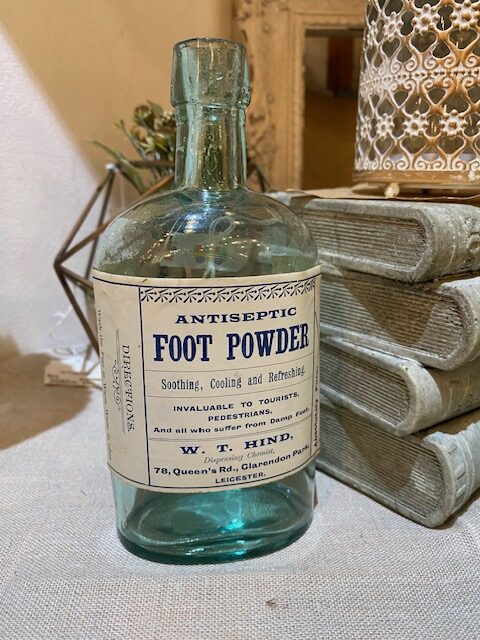 ANTISEPTIC
FOOT POWDER
Soothing, Cooling and Refreshing.
INVALUABLE TO TOURISTS,
PEDESTRIANS,
And all who suffer from Damp Feet.
W. T. HIND,
Dispensing Chemist,
78, Queen's Rd., Clarendon Park,
LEICESTER.
DIRECTIONS.